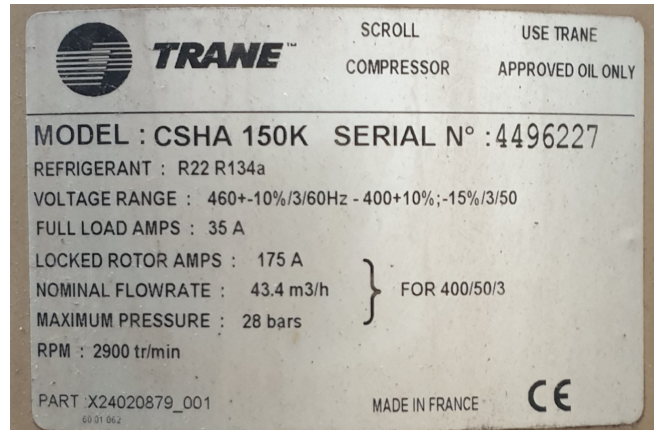 TRANE™
SCROLL COMPRESSOR
USE TRANE APPROVED OIL ONLY
MODEL : CSHA 150K SERIAL N° :4496227
REFRIGERANT : R22 R134a
VOLTAGE RANGE : 460+-10%/3/60Hz - 400+10%;-15%/3/50
FULL LOAD AMPS : 35 A
LOCKED ROTOR AMPS : 175 A
NOMINAL FLOWRATE : 43.4 m3/h } FOR 400/50/3
MAXIMUM PRESSURE : 28 bars
RPM : 2900 tr/min
PART :X24020879_001
60 01 062
MADE IN FRANCE CE